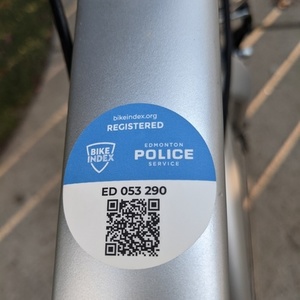 bikeindex.org
REGISTERED
BIKE
INDEX
EDMONTON
POLICE
SERVICE
ED 053 290